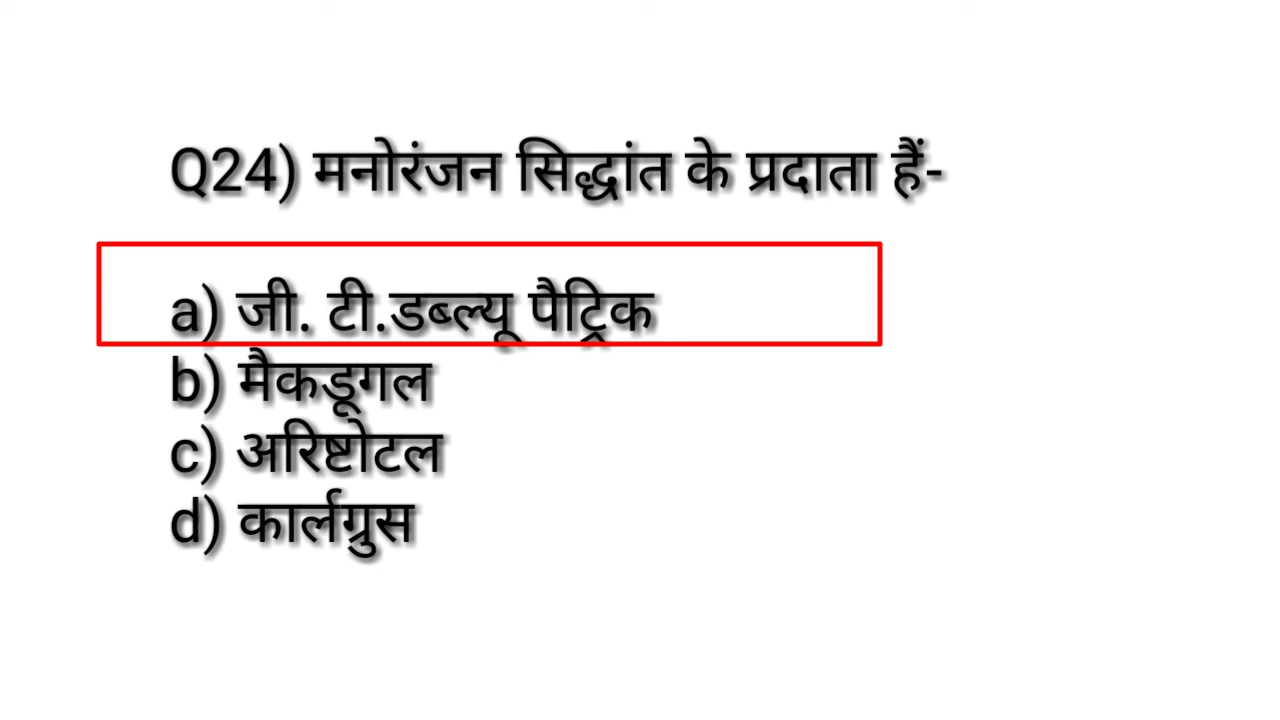 Q24) मनोरंजन सिद्धांत के प्रदाता हैं-
a) जी. टी.डब्ल्यू पैट्रिक
b) मैकडूगल
c) अरिष्टोटल
d) कार्लग्रुस